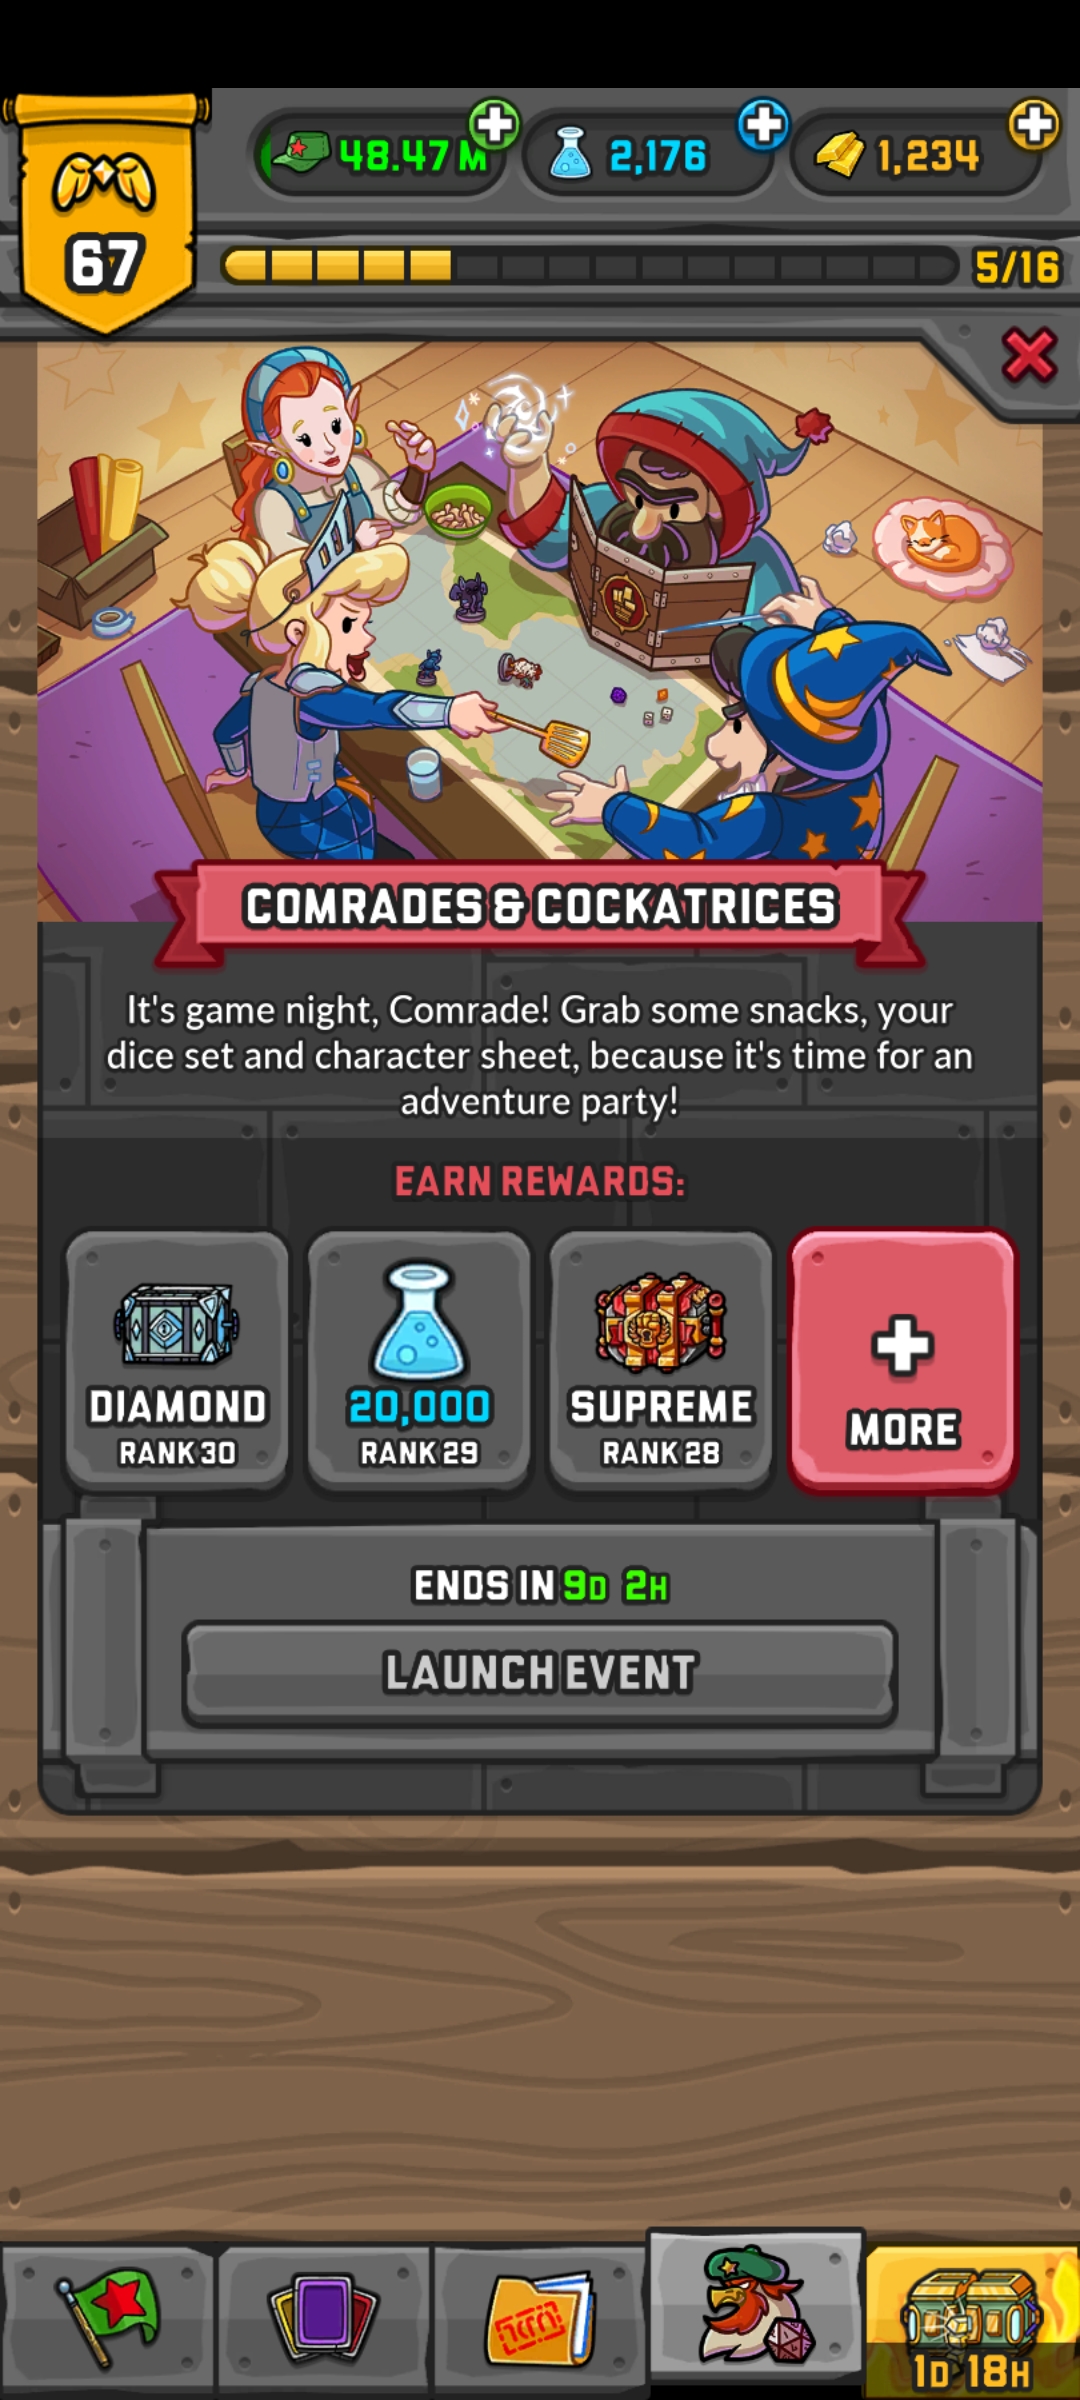 67
48.47 M
2,176
1,234
5/16
COMRADES & COCKATRICES
It's game night, Comrade! Grab some snacks, your
dice set and character sheet, because it's time for an
adventure party!
EARN REWARDS:
DIAMOND
RANK 30
20,000
RANK 29
SUPREME
RANK 28
MORE
ENDS IN 9D 2H
LAUNCH EVENT
1D 18H